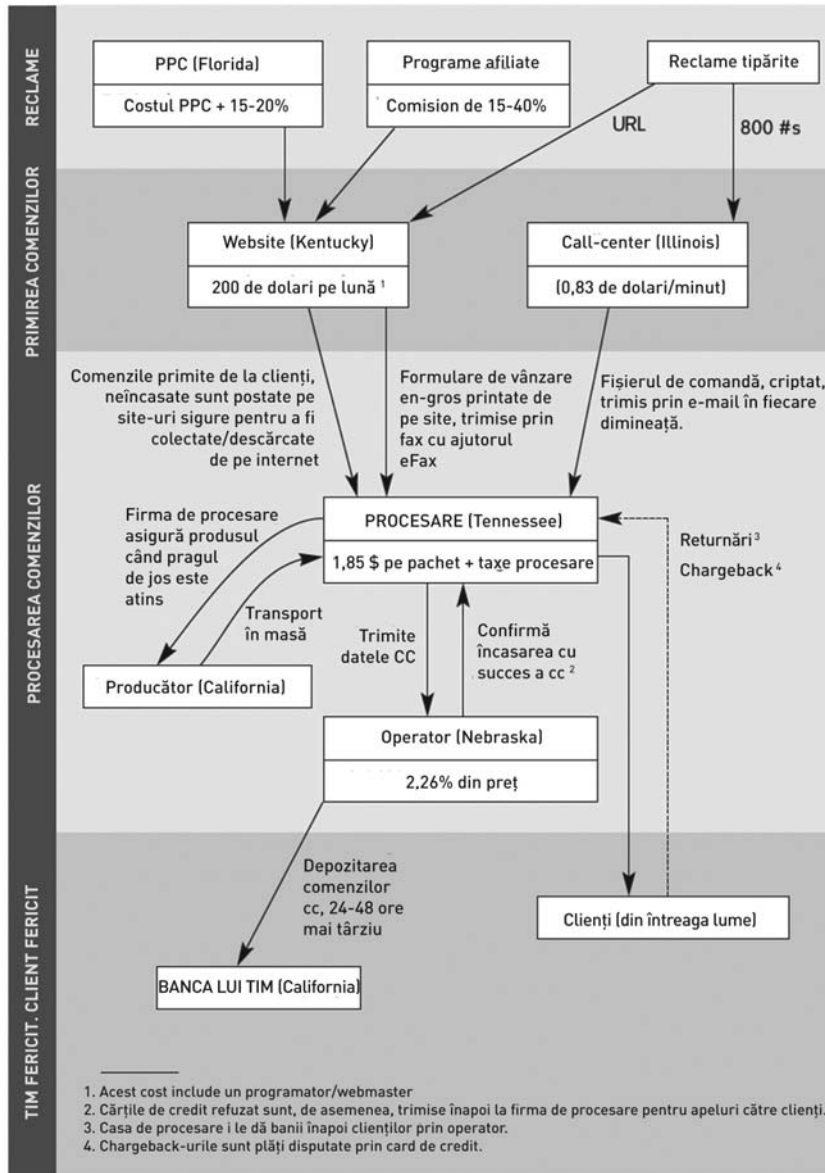 RECLAME
PPC (Florida)
Costul PPC + 15-20%
Programe afiliate
Comision de 15-40%
Reclame tipărite
URL
800 #s
PRIMIREA COMENZILOR
Website (Kentucky)
200 de dolari pe lună ¹
Call-center (Illinois)
(0,83 de dolari/minut)
PROCESAREA COMENZILOR
Comenzile primite de la clienți,
neîncasate sunt postate pe
site-uri sigure pentru a fi
colectate/descărcate
de pe internet
Formulare de vânzare
en-gros printate de
pe site, trimise prin
fax cu ajutorul
eFax
Fișierul de comandă, criptat,
trimis prin e-mail în fiecare
dimineață.
Firma de procesare
asigură produsul
când pragul
de jos este
atins
PROCESARE (Tennessee)
1,85 $ pe pachet + taxe procesare
Returnări ³
Chargeback ⁴
Transport
în masă
Trimite
datele CC
Confirmă
încasarea cu
succes a cc ²
Producător (California)
Operator (Nebraska)
2,26% din preț
TIM FERICIT. CLIENT FERICIT
Depozitarea
comenzilor
cc, 24-48 ore
mai târziu
Clienți (din întreaga lume)
BANCA LUI TIM (California)
1. Acest cost include un programator/webmaster
2. Cărțile de credit refuzat sunt, de asemenea, trimise înapoi la firma de procesare pentru apeluri către clienți.
3. Casa de procesare i le dă banii înapoi clienților prin operator.
4. Chargeback-urile sunt plăți disputate prin card de credit.